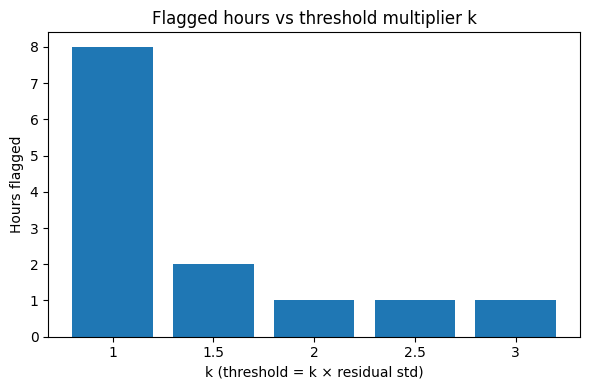 Flagged hours vs threshold multiplier k
Hours flagged
8
7
6
5
4
3
2
1
0
1 1.5 2 2.5 3
k (threshold = k × residual std)